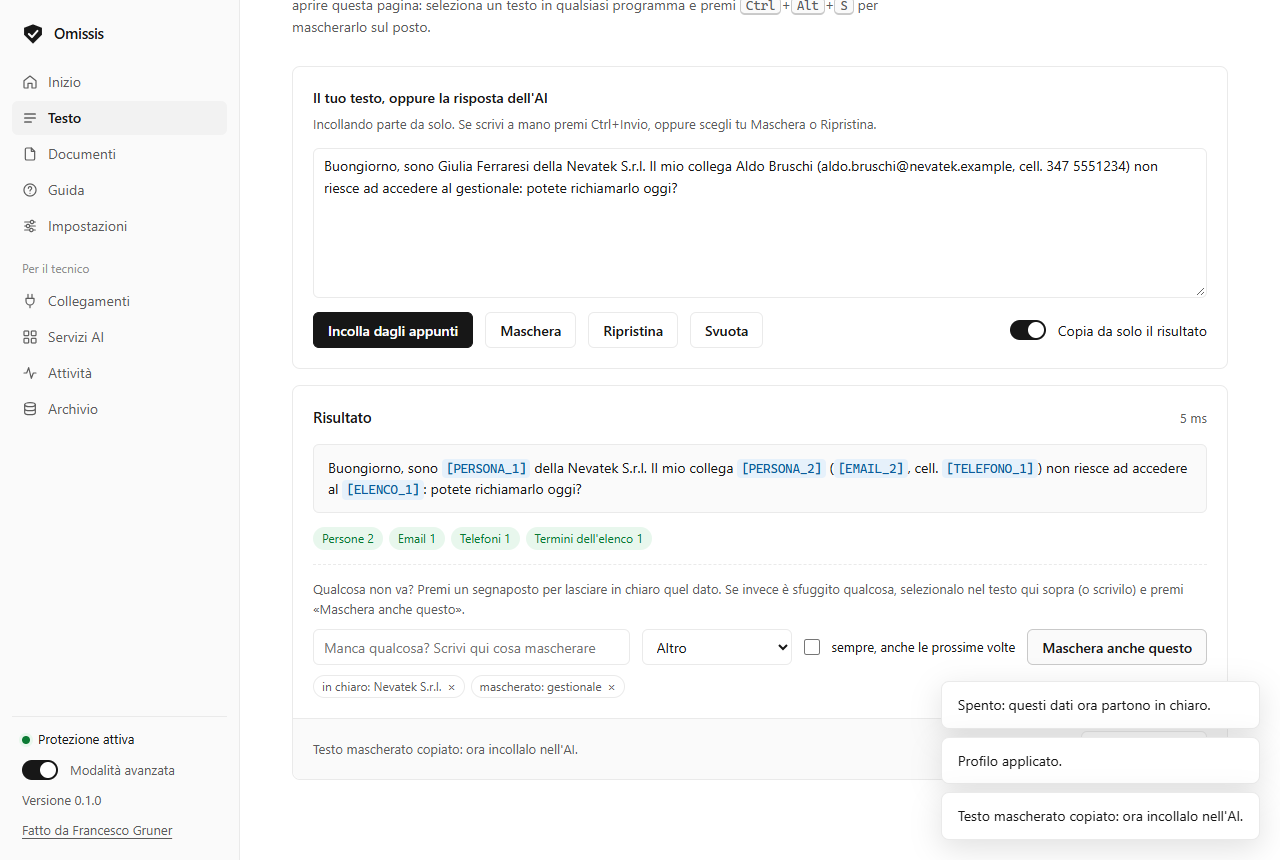 Omissis
Inizio
Testo
Documenti
Guida
Impostazioni
Per il tecnico
Collegamenti
Servizi AI
Attività
Archivio
Protezione attiva
Modalità avanzata
Versione 0.1.0
Fatto da Francesco Gruner
aprire questa pagina: seleziona un testo in qualsiasi programma e premi Ctrl+Alt+S per
mascherarlo sul posto.
Il tuo testo, oppure la risposta dell'AI
Incollando parte da solo. Se scrivi a mano premi Ctrl+Invio, oppure scegli tu Maschera o Ripristina.
Buongiorno, sono Giulia Ferraresi della Nevatek S.r.l. Il mio collega Aldo Bruschi (aldo.bruschi@nevatek.example, cell. 347 5551234) non
riesce ad accedere al gestionale: potete richiamarlo oggi?
Incolla dagli appunti Maschera Ripristina Svuota Copia da solo il risultato
Risultato 5 ms
Buongiorno, sono [PERSONA_1] della Nevatek S.r.l. Il mio collega [PERSONA_2] ( [EMAIL_2], cell. [TELEFONO_1]) non riesce ad accedere
al [ELENCO_1]: potete richiamarlo oggi?
Persone 2 Email 1 Telefoni 1 Termini dell'elenco 1
Qualcosa non va? Premi un segnaposto per lasciare in chiaro quel dato. Se invece è sfuggito qualcosa, selezionalo nel testo qui sopra (o scrivilo) e premi
«Maschera anche questo».
Manca qualcosa? Scrivi qui cosa mascherare Altro sempre, anche le prossime volte Maschera anche questo
in chiaro: Nevatek S.r.l. × mascherato: gestionale ×
Testo mascherato copiato: ora incollalo nell'AI.
Spento: questi dati ora partono in chiaro.
Profilo applicato.
Testo mascherato copiato: ora incollalo nell'AI.